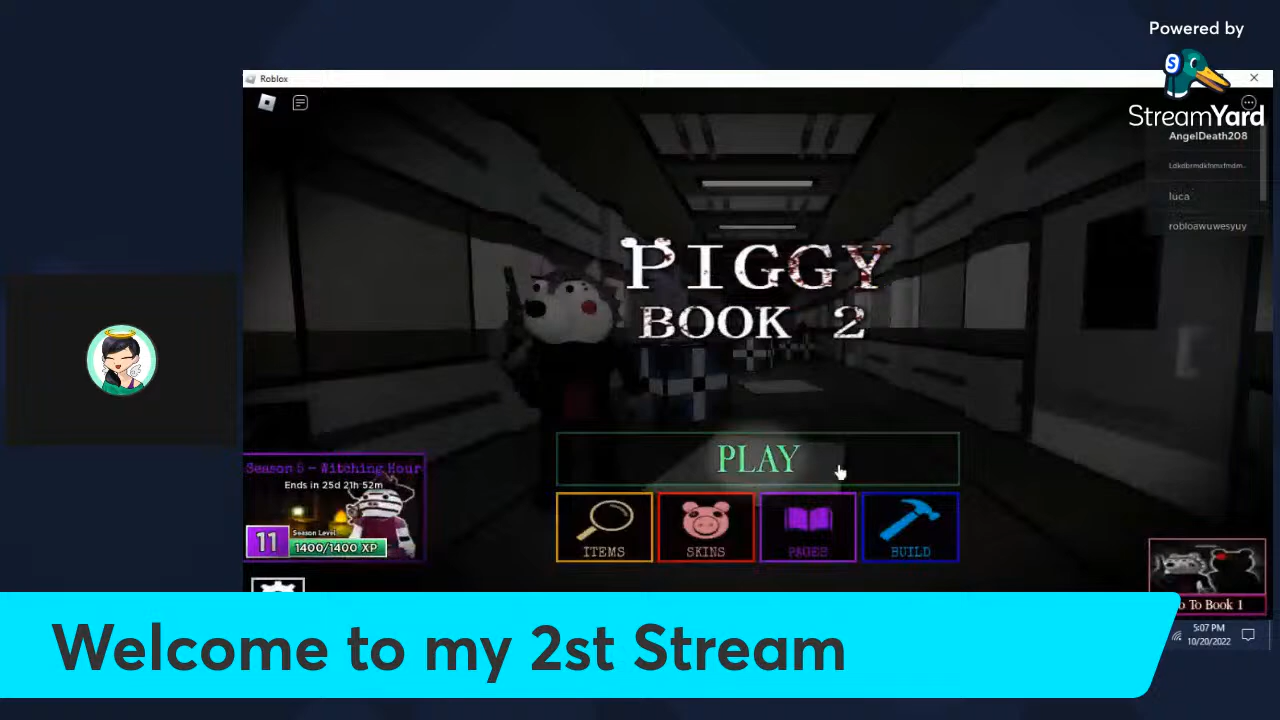 Powered by
StreamYard
Roblox
AngelDeath208
luca
robloawuwesyuy
PIGGY
BOOK 2
PLAY
Season 5 - Witching Hour
Ends in 25d 21h 52m
11
Season Level
1400/1400 XP
ITEMS
SKINS
PAGES
BUILD
To Book 1
5:07 PM
10/20/2022
Welcome to my 2st Stream